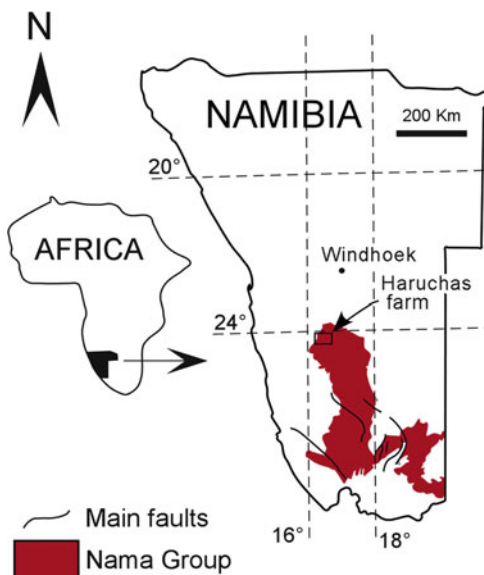 N
NAMIBIA
200 Km
20°
AFRICA
Windhoek
Haruchas
farm
24°
Main faults
16°
18°
Nama Group